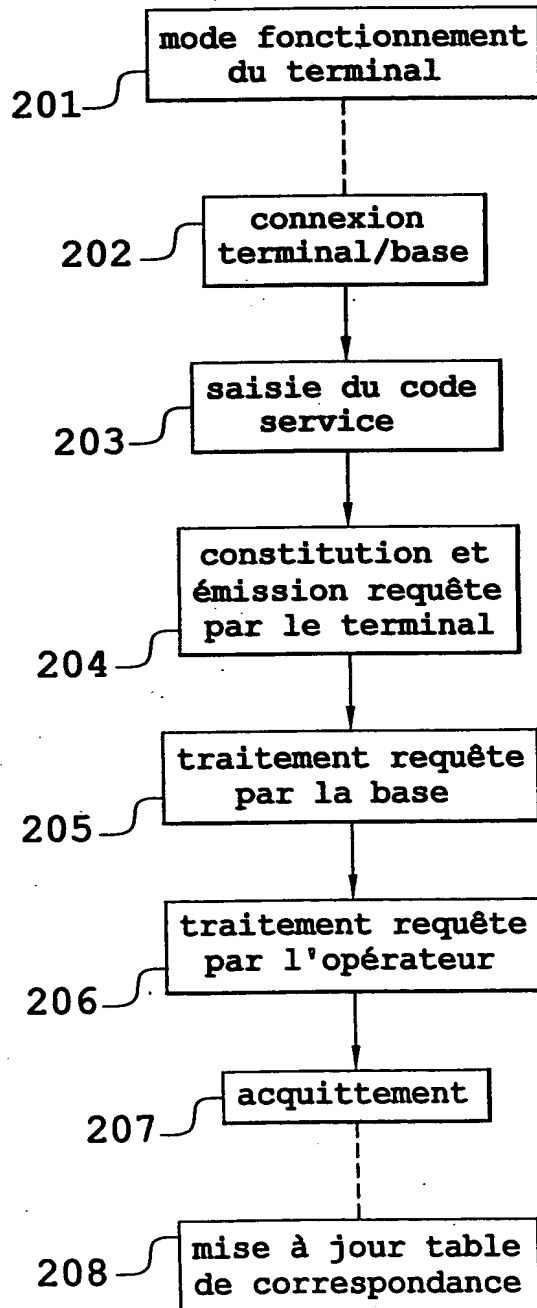 mode fonctionnement
du terminal
201
connexion
terminal/base
202
saisie du code
service
203
constitution et
émission requête
par le terminal
204
traitement requête
par la base
205
traitement requête
par l'opérateur
206
acquittement
207
mise à jour table
de correspondance
208